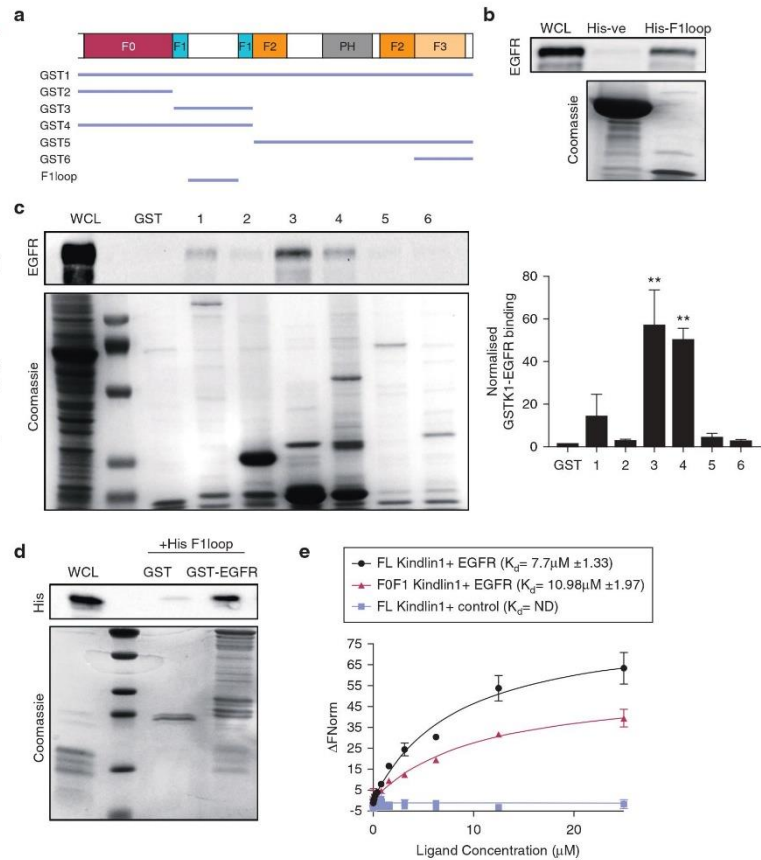 a
F0 F1 F1 F2 PH F2 F3
GST1
GST2
GST3
GST4
GST5
GST6
F1loop
b
WCL His-ve His-F1loop
EGFR
Coomassie
c
WCL GST 1 2 3 4 5 6
EGFR
Coomassie
Normalised
GSTK1-EGFR binding
80
60
40
20
0
** **
GST 1 2 3 4 5 6
d
+His F1loop
WCL GST GST-EGFR
His
Coomassie
e
FL Kindlin1+ EGFR (Kd= 7.7µM ±1.33)
F0F1 Kindlin1+ EGFR (Kd= 10.98µM ±1.97)
FL Kindlin1+ control (Kd= ND)
ΔFNorm
75
65
55
45
35
25
15
5
-5
0 10 20
Ligand Concentration (µM)